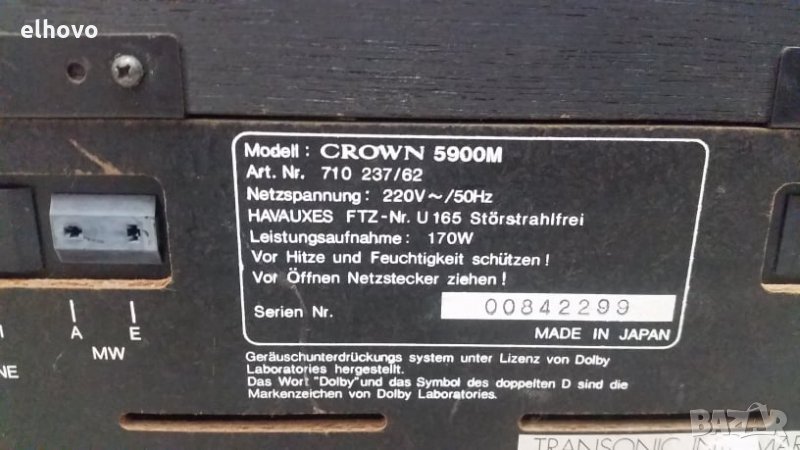 elhovo
Modell : CROWN 5900M
Art. Nr. 710 237/62
Netzspannung : 220V~/50Hz
HAVAUXES FTZ-Nr. U 165 Störstrahlfrei
Leistungsaufnahme : 170W
Vor Hitze und Feuchtigkeit schützen !
Vor Öffnen Netzstecker ziehen !
Serien Nr. 00842299
MADE IN JAPAN
A E
MW
NE
Geräuschunterdrückungs system unter Lizenz von Dolby
Laboratories hergestellt.
Das Wort "Dolby"und das Symbol des doppelten D sind die
Markenzeichen von Dolby Laboratories.
BAZAR
TRANSONIC